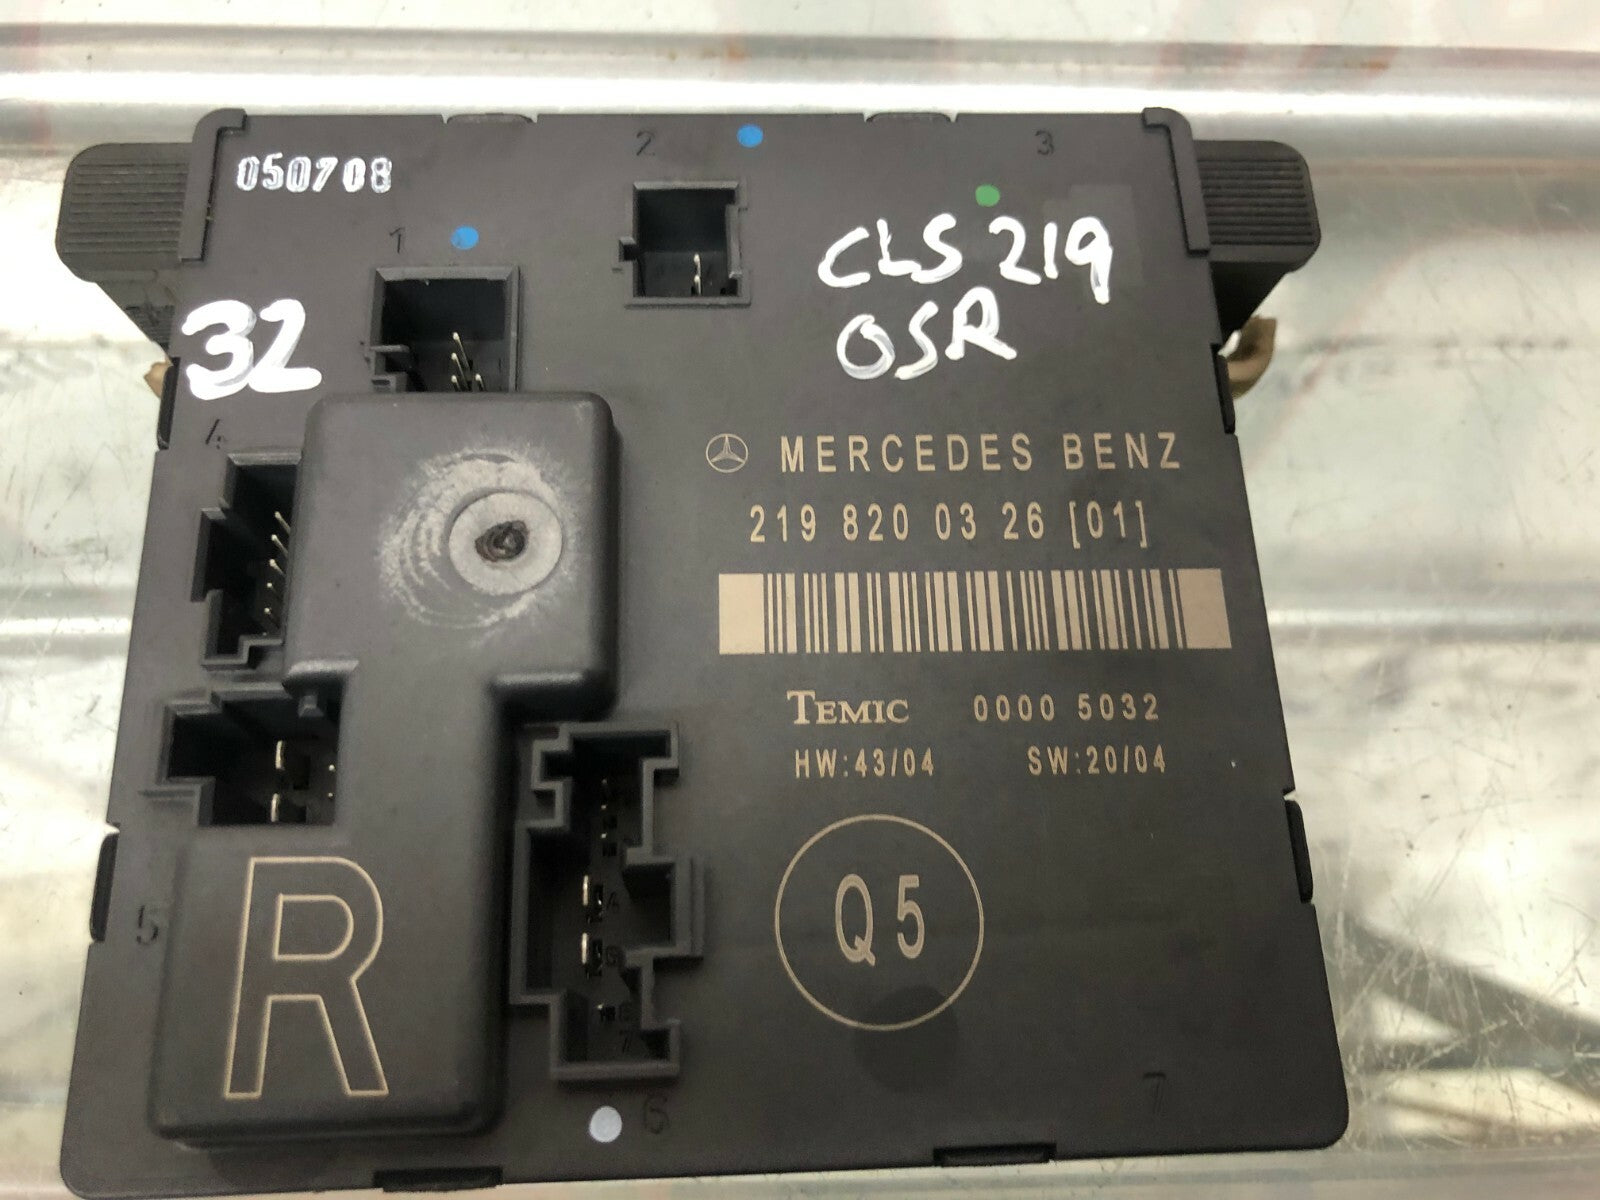 050708
2
3
1
CLS 219
OSR
32
4
MERCEDES BENZ
219 820 03 26 [01]
TEMIC 0000 5032
HW:43/04 SW:20/04
Q5
R
5
6
7